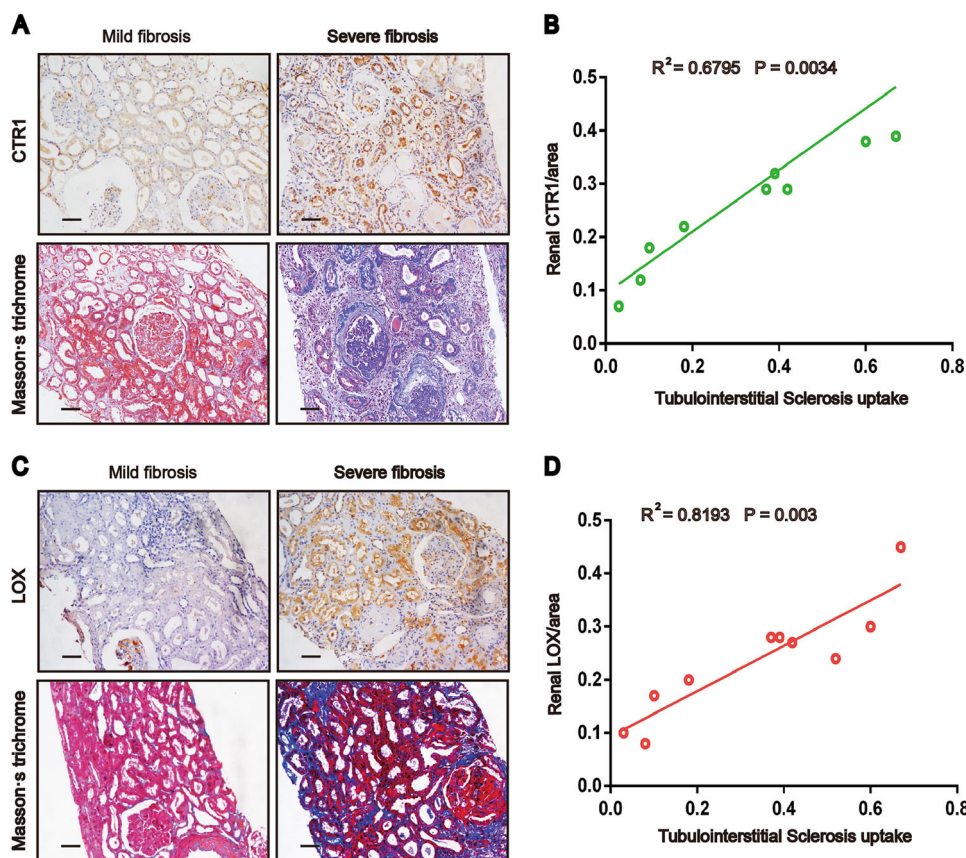 A
Mild fibrosis
Severe fibrosis
CTR1
Masson·s trichrome
B
R² = 0.6795 P = 0.0034
Renal CTR1/area
0.5
0.4
0.3
0.2
0.1
0.0
0.0 0.2 0.4 0.6 0.8
Tubulointerstitial Sclerosis uptake
C
Mild fibrosis
Severe fibrosis
LOX
Masson·s trichrome
D
R² = 0.8193 P = 0.003
Renal LOX/area
0.5
0.4
0.3
0.2
0.1
0.0
0.0 0.2 0.4 0.6 0.8
Tubulointerstitial Sclerosis uptake